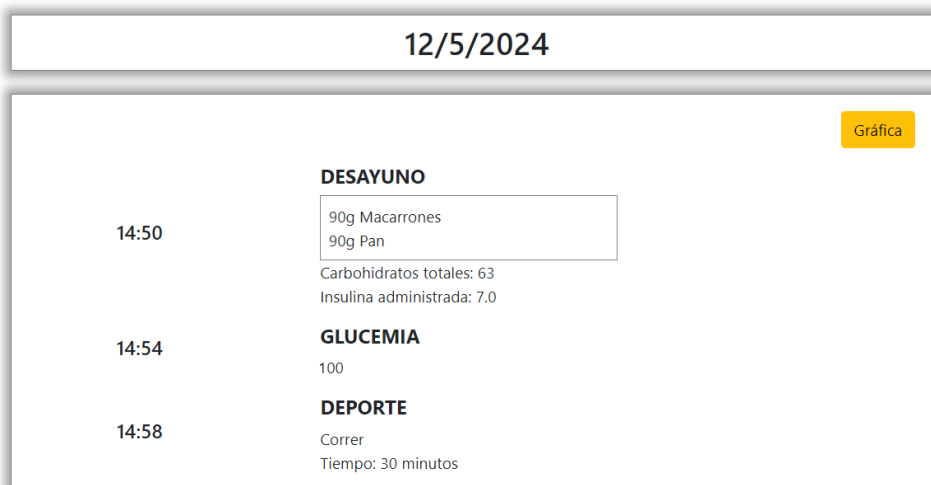 12/5/2024
Gráfica
DESAYUNO
14:50
90g Macarrones
90g Pan
Carbohidratos totales: 63
Insulina administrada: 7.0
GLUCEMIA
14:54
100
DEPORTE
14:58
Correr
Tiempo: 30 minutos